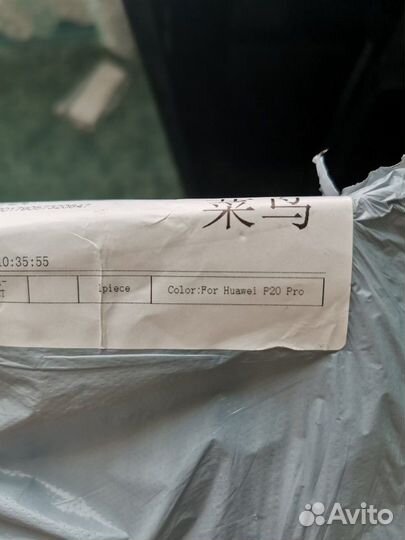 菜鸟
10:35:55
1piece
Color:For Huawei P20 Pro
Avito